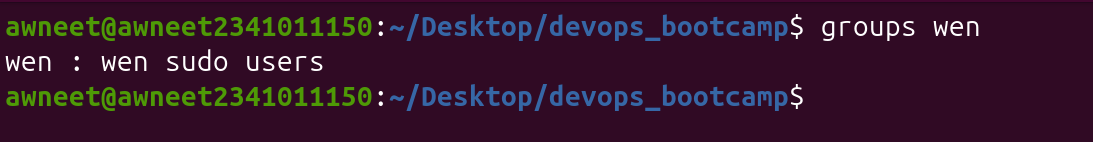 awneet@awneet2341011150:~/Desktop/devops_bootcamp$ groups wen
wen : wen sudo users
awneet@awneet2341011150:~/Desktop/devops_bootcamp$